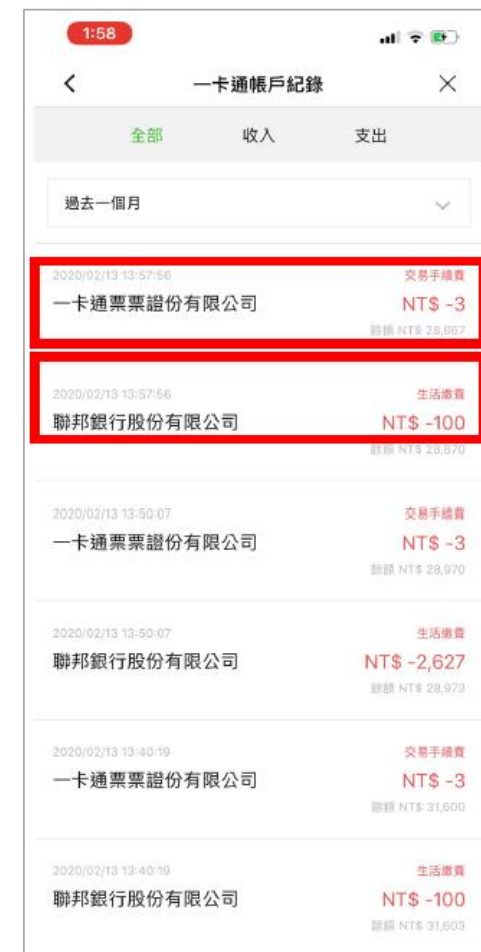 1:58
一卡通帳戶紀錄
全部 收入 支出
過去一個月
2020/02/13 13:57:56 交易手續費
一卡通票票證份有限公司 NT$ -3
餘額 NT$ 28,867
2020/02/13 13:57:56 生活繳費
聯邦銀行股份有限公司 NT$ -100
餘額 NT$ 28,870
2020/02/13 13:50:07 交易手續費
一卡通票票證份有限公司 NT$ -3
餘額 NT$ 28,970
2020/02/13 13:50:07 生活繳費
聯邦銀行股份有限公司 NT$ -2,627
餘額 NT$ 28,973
2020/02/13 13:40:19 交易手續費
一卡通票票證份有限公司 NT$ -3
餘額 NT$ 31,600
2020/02/13 13:40:19 生活繳費
聯邦銀行股份有限公司 NT$ -100
餘額 NT$ 31,603